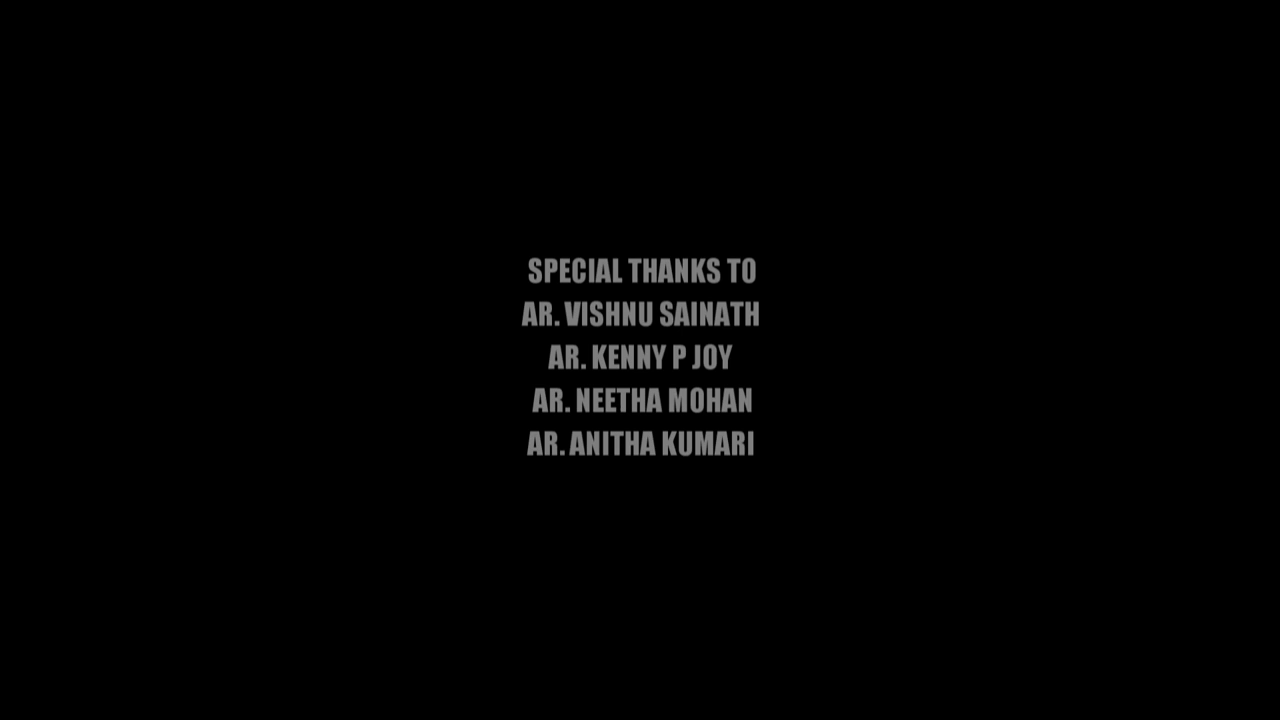 SPECIAL THANKS TO
AR. VISHNU SAINATH
AR. KENNY P JOY
AR. NEETHA MOHAN
AR. ANITHA KUMARI